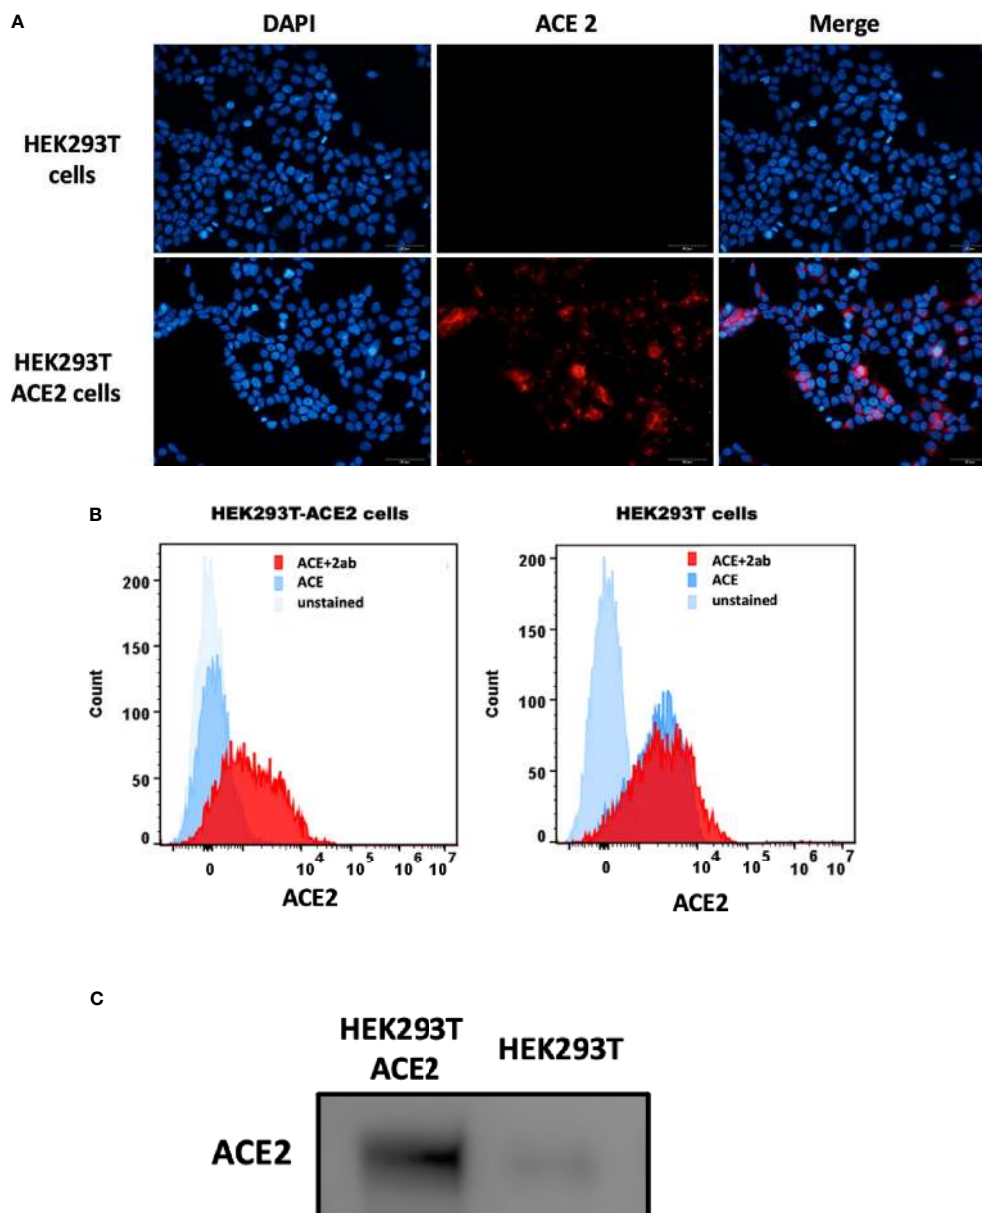 A
DAPI
ACE 2
Merge
HEK293T
cells
HEK293T
ACE2 cells
B
HEK293T-ACE2 cells
HEK293T cells
ACE+2ab
ACE
unstained
ACE+2ab
ACE
unstained
Count
200
150
100
50
0
0
10^4
10^5
10^6
10^7
ACE2
Count
200
150
100
50
0
0
10^4
10^5
10^6
10^7
ACE2
C
HEK293T
ACE2
HEK293T
ACE2